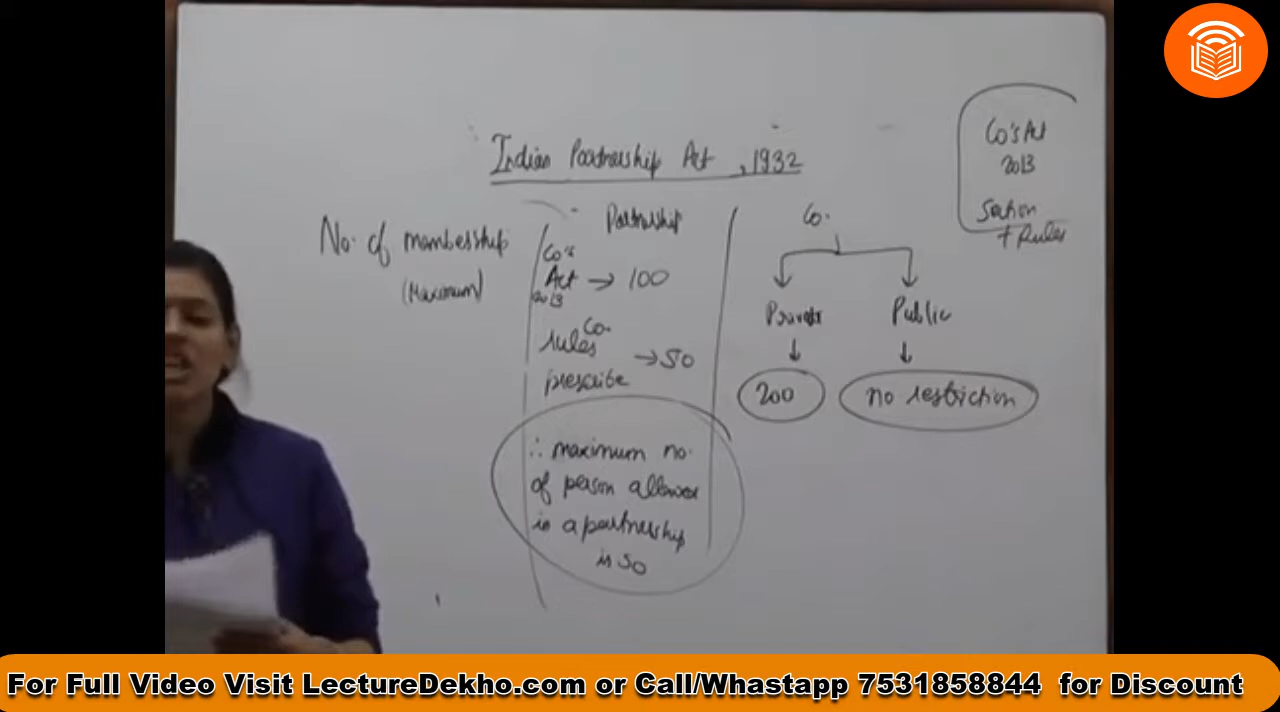 Indian Partnership Act, 1932
Co's Act
2013
Section
+ Rules
No. of membership
(Maximum)
Partnership
Co's
Act → 100
2013
Co.
rules → 50
prescribe
∴ maximum no.
of person allowed
in a partnership
is 50
Co.
Private
Public
200
no restriction
For Full Video Visit LectureDekho.com or Call/Whastapp 7531858844 for Discount